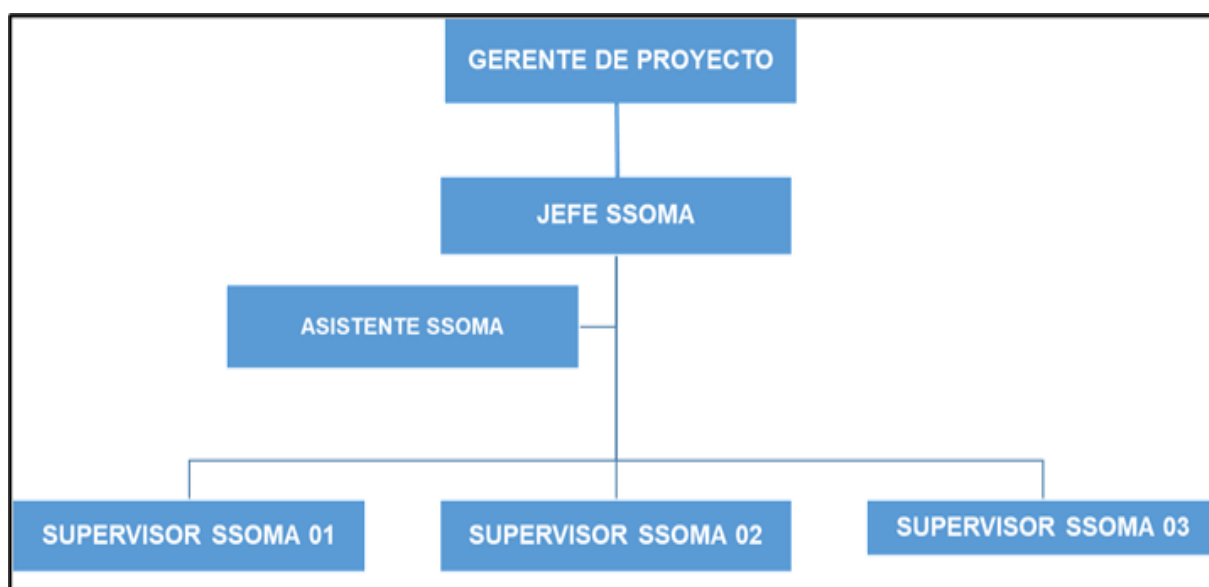 GERENTE DE PROYECTO
JEFE SSOMA
ASISTENTE SSOMA
SUPERVISOR SSOMA 01
SUPERVISOR SSOMA 02
SUPERVISOR SSOMA 03